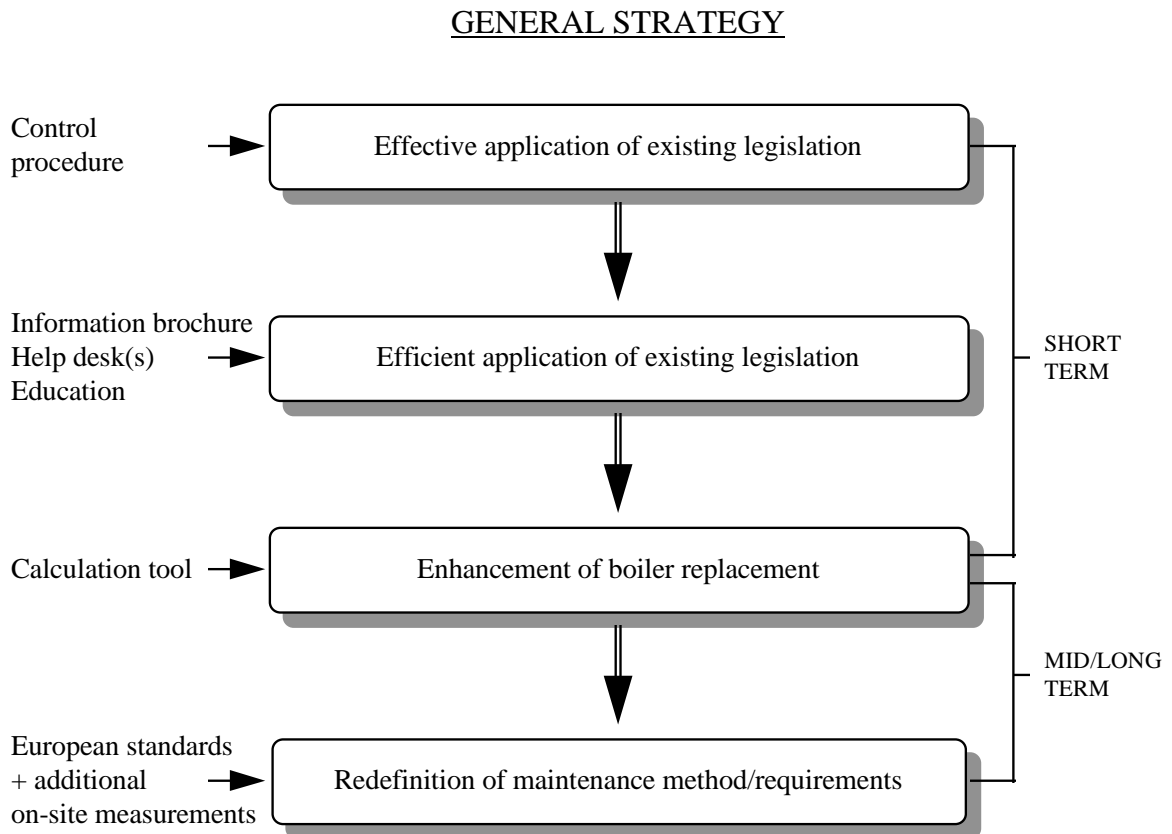 GENERAL STRATEGY
Control
procedure
Effective application of existing legislation
Information brochure
Help desk(s)
Education
Efficient application of existing legislation
SHORT
TERM
Calculation tool
Enhancement of boiler replacement
MID/LONG
TERM
European standards
+ additional
on-site measurements
Redefinition of maintenance method/requirements